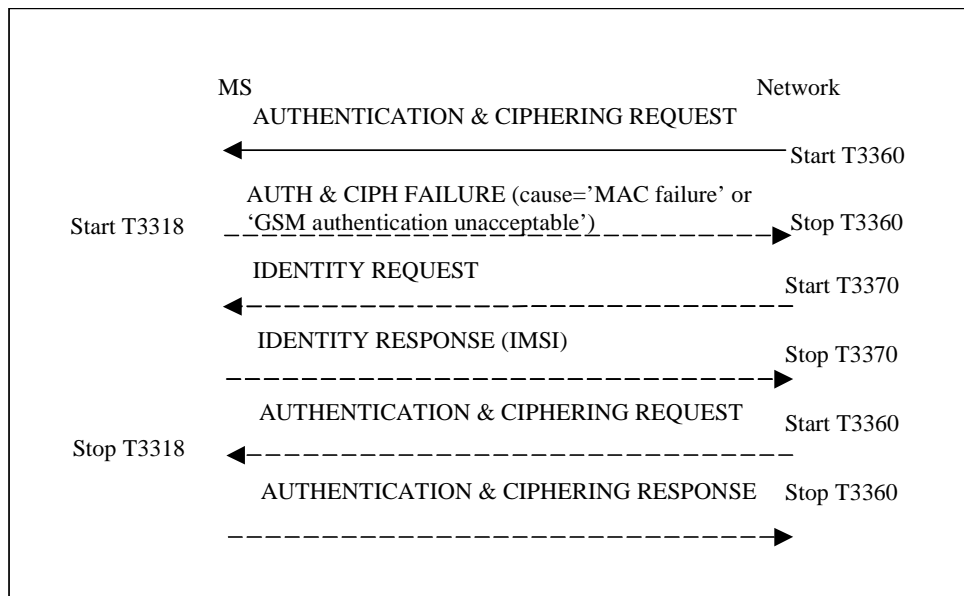 MS Network
AUTHENTICATION & CIPHERING REQUEST
Start T3360
AUTH & CIPH FAILURE (cause=’MAC failure’ or
‘GSM authentication unacceptable’)
Start T3318
Stop T3360
IDENTITY REQUEST
Start T3370
IDENTITY RESPONSE (IMSI)
Stop T3370
AUTHENTICATION & CIPHERING REQUEST
Start T3360
Stop T3318
AUTHENTICATION & CIPHERING RESPONSE
Stop T3360